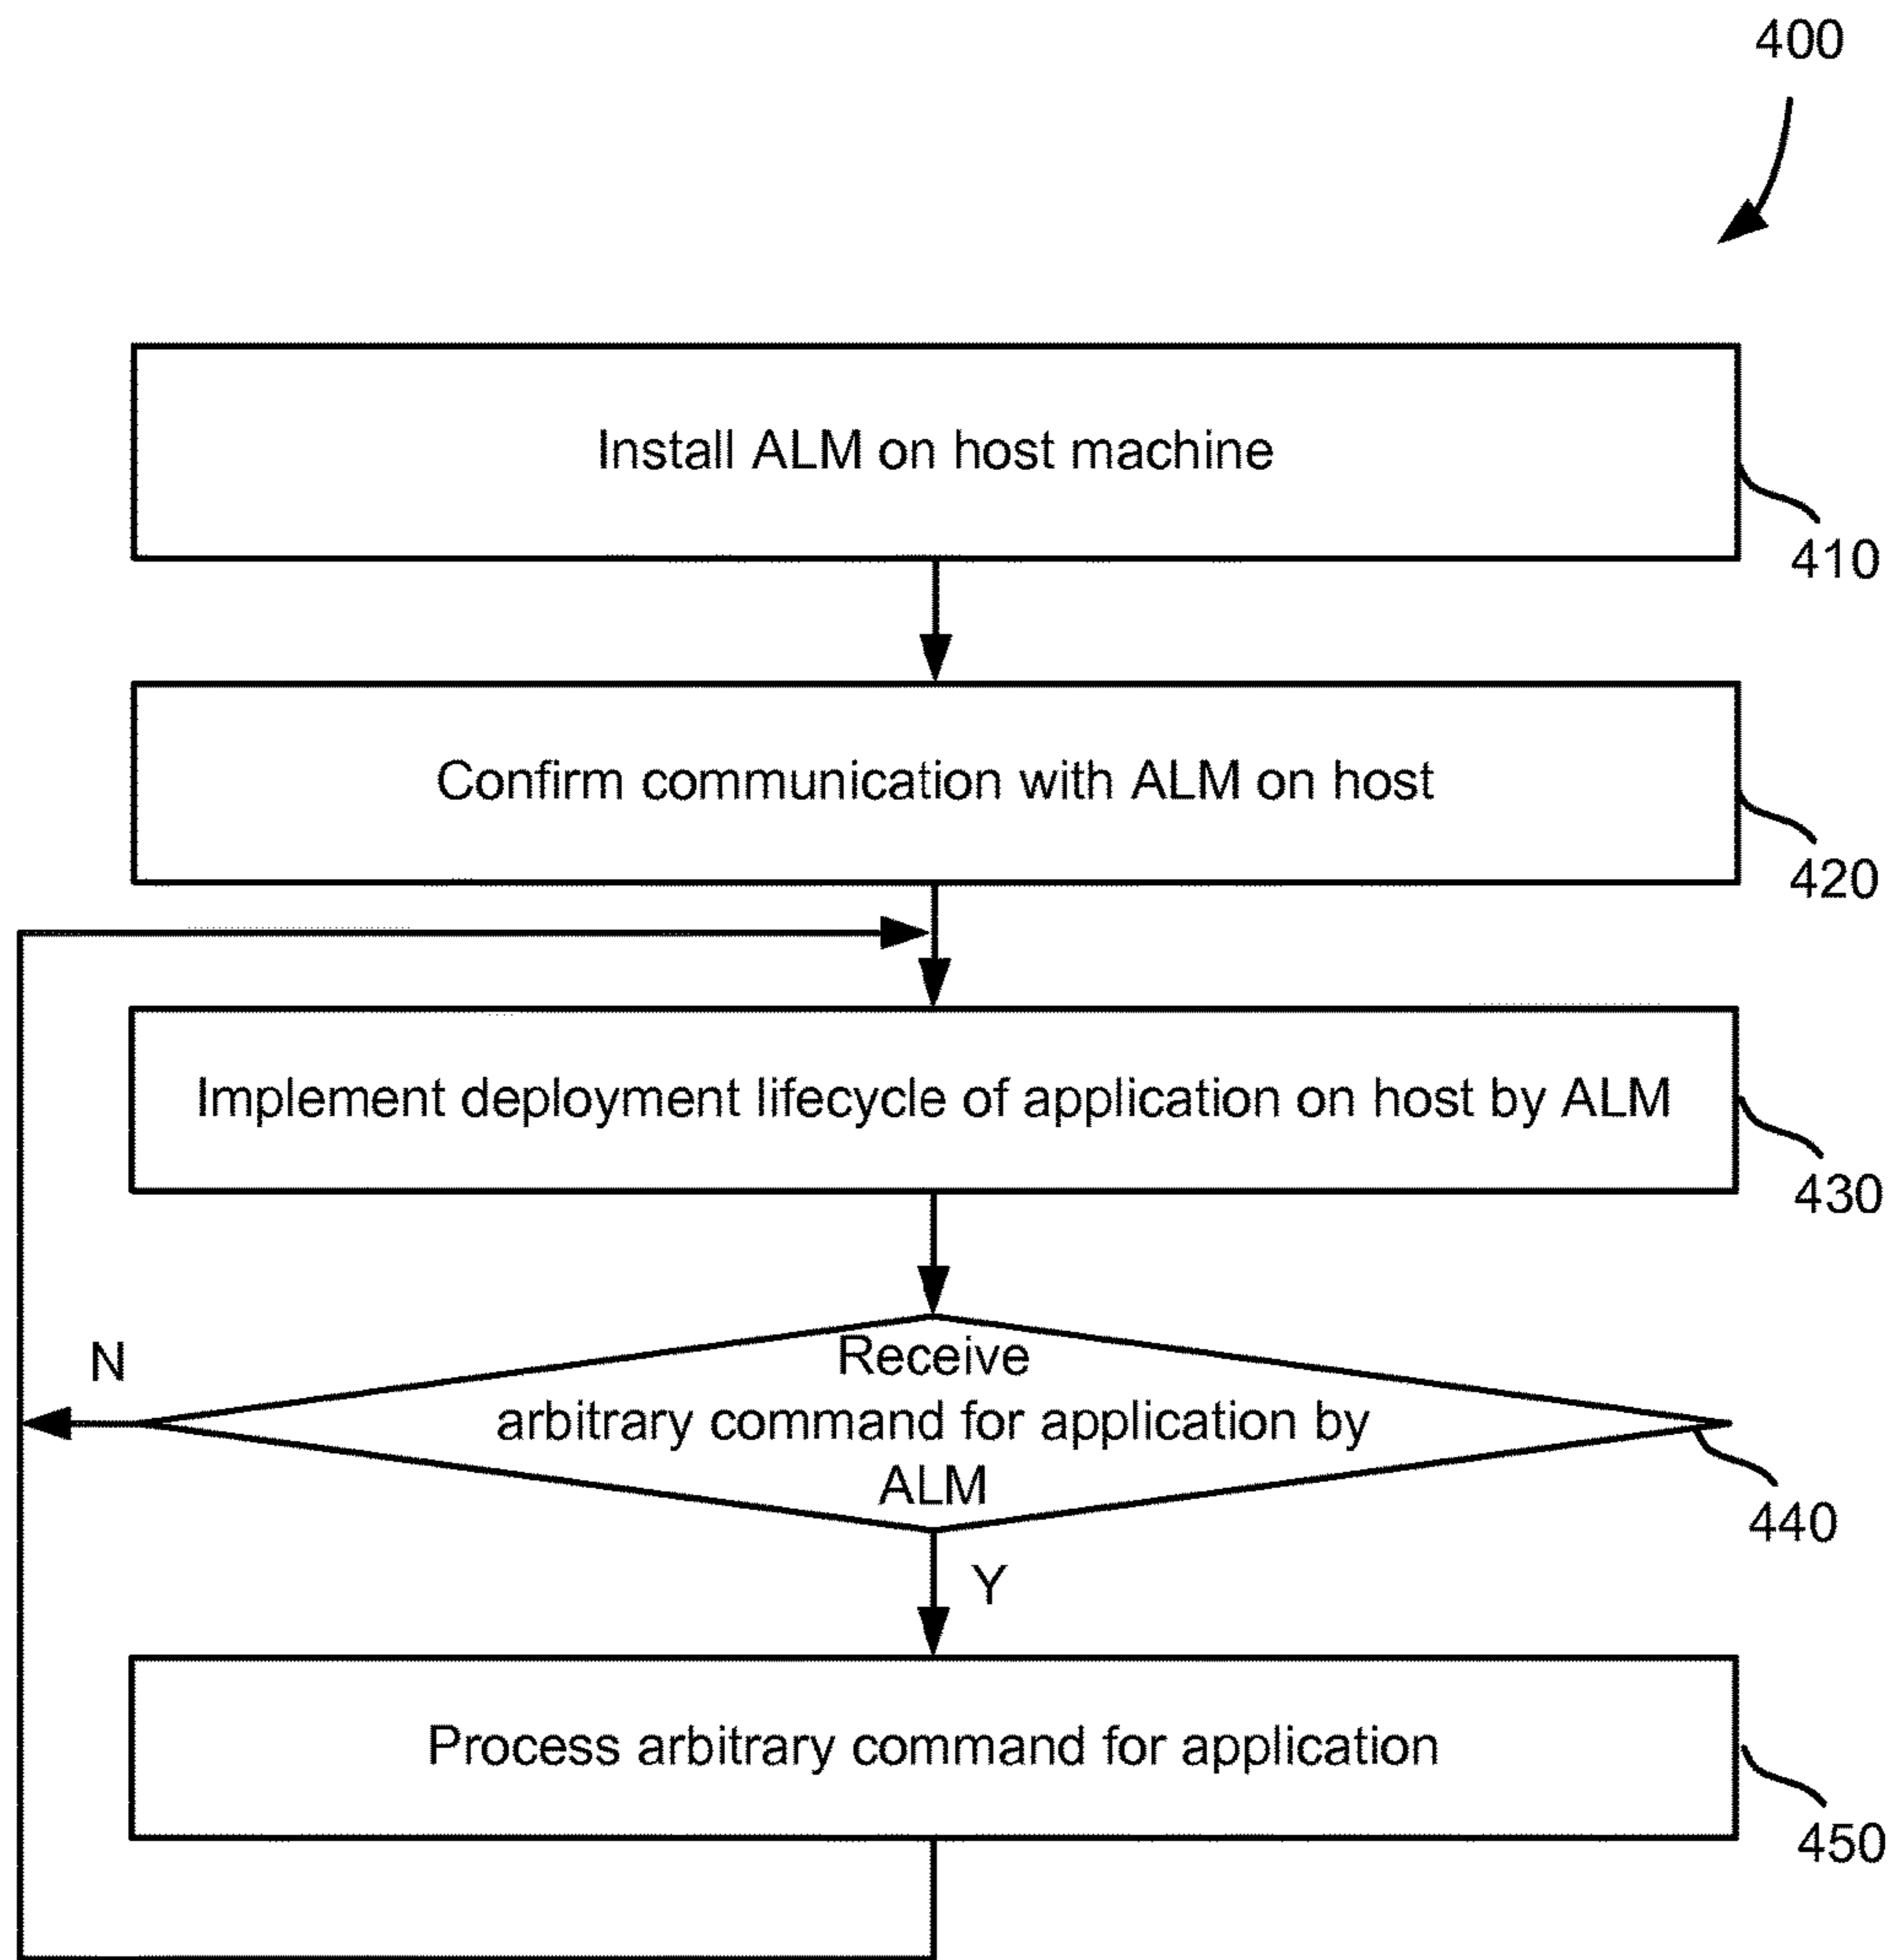 400
Install ALM on host machine
410
Confirm communication with ALM on host
420
Implement deployment lifecycle of application on host by ALM
430
N
Receive
arbitrary command for application by
ALM
440
Y
Process arbitrary command for application
450